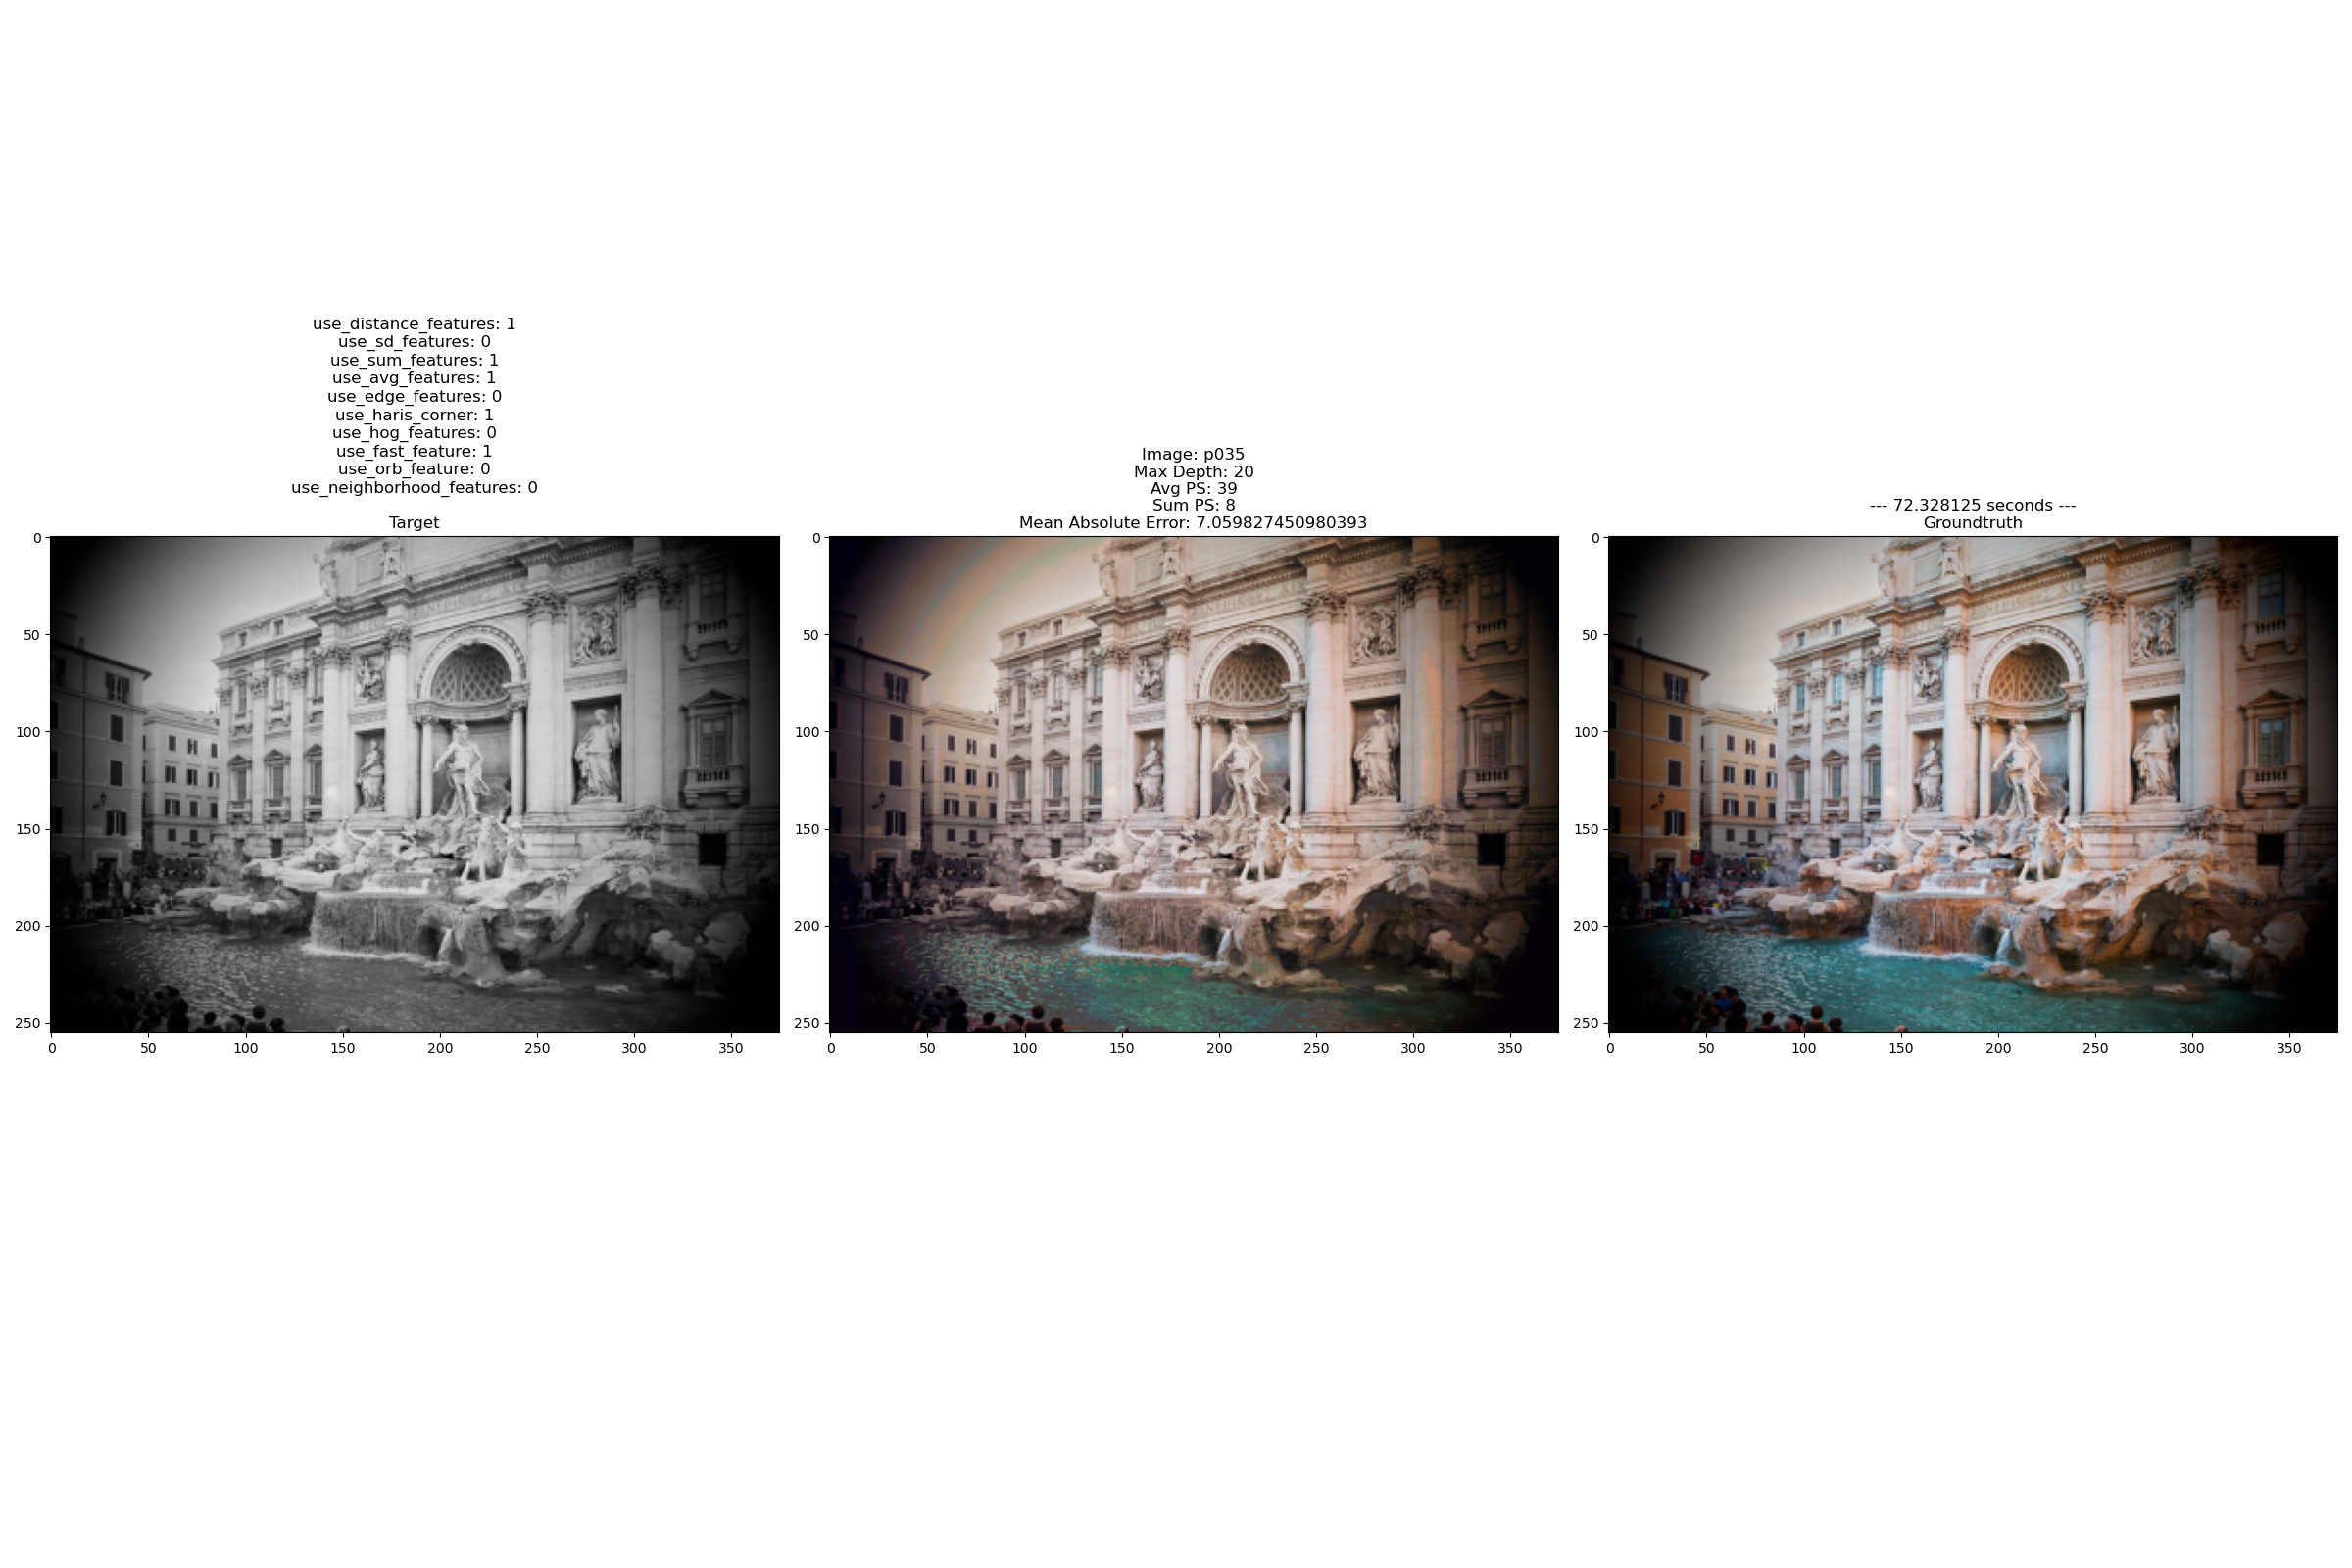 use_distance_features: 1
use_sd_features: 0
use_sum_features: 1
use_avg_features: 1
use_edge_features: 0
use_haris_corner: 1
use_hog_features: 0
use_fast_feature: 1
use_orb_feature: 0
use_neighborhood_features: 0
Target
0
50
100
150
200
250
0 50 100 150 200 250 300 350
Image: p035
Max Depth: 20
Avg PS: 39
Sum PS: 8
Mean Absolute Error: 7.059827450980393
0
50
100
150
200
250
0 50 100 150 200 250 300 350
--- 72.328125 seconds ---
Groundtruth
0
50
100
150
200
250
0 50 100 150 200 250 300 350